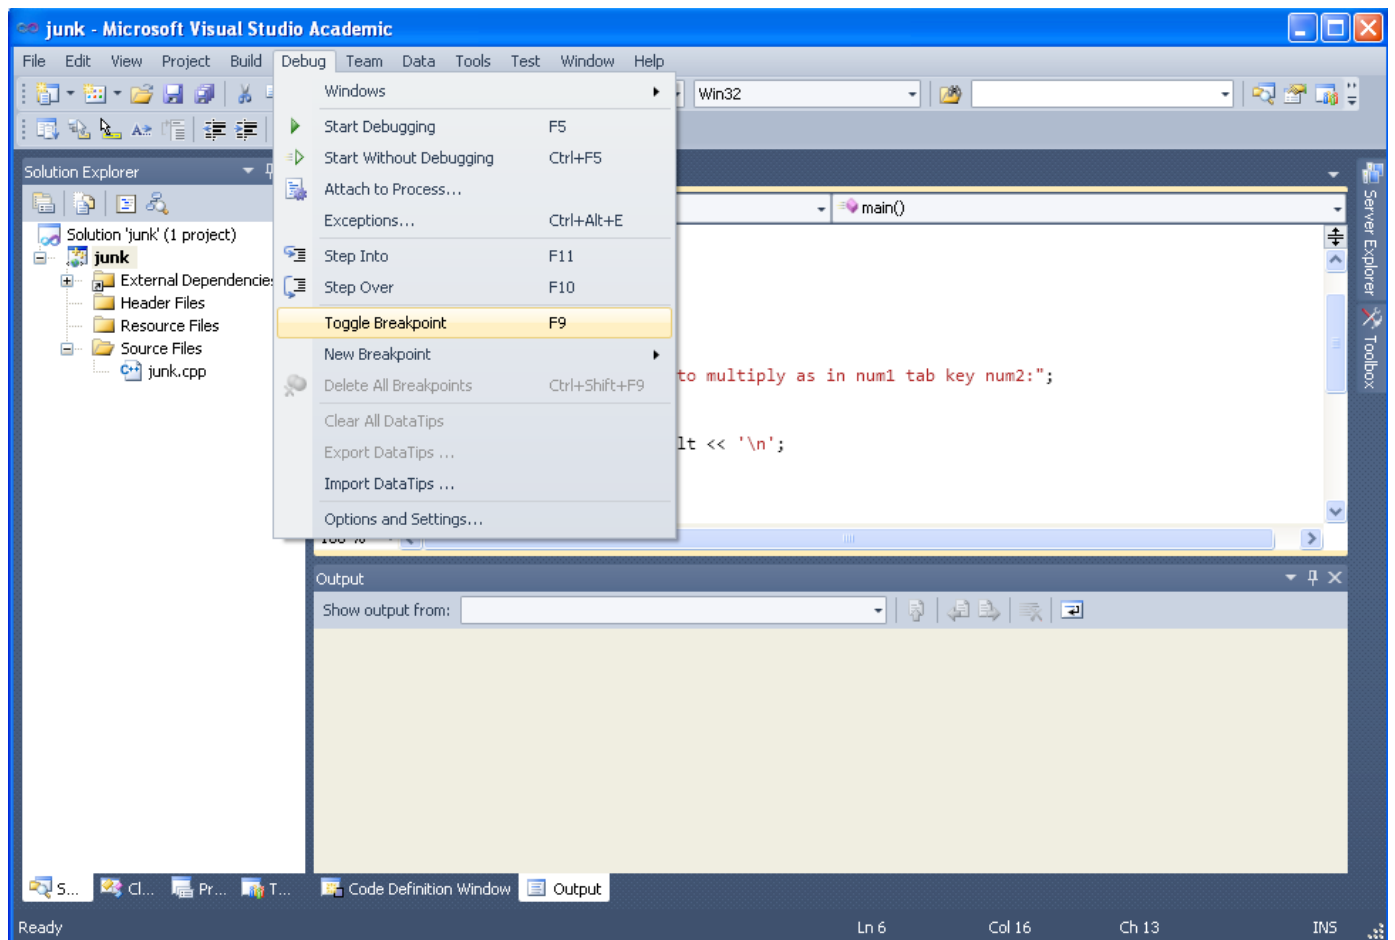 junk - Microsoft Visual Studio Academic
File Edit View Project Build Debug Team Data Tools Test Window Help
Win32
Windows
Start Debugging F5
Start Without Debugging Ctrl+F5
Attach to Process...
Exceptions... Ctrl+Alt+E
Step Into F11
Step Over F10
Toggle Breakpoint F9
New Breakpoint
Delete All Breakpoints Ctrl+Shift+F9
Clear All DataTips
Export DataTips ...
Import DataTips ...
Options and Settings...
Solution Explorer
Solution 'junk' (1 project)
junk
External Dependencies
Header Files
Resource Files
Source Files
junk.cpp
main()
to multiply as in num1 tab key num2:";
lt << '\n';
Server Explorer
Toolbox
Output
Show output from:
S... Cl... Pr... T... Code Definition Window Output
Ready Ln 6 Col 16 Ch 13 INS